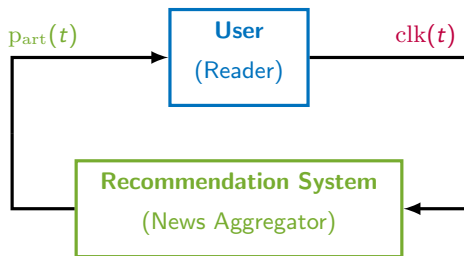 p_art(t)
User
(Reader)
clk(t)
Recommendation System
(News Aggregator)